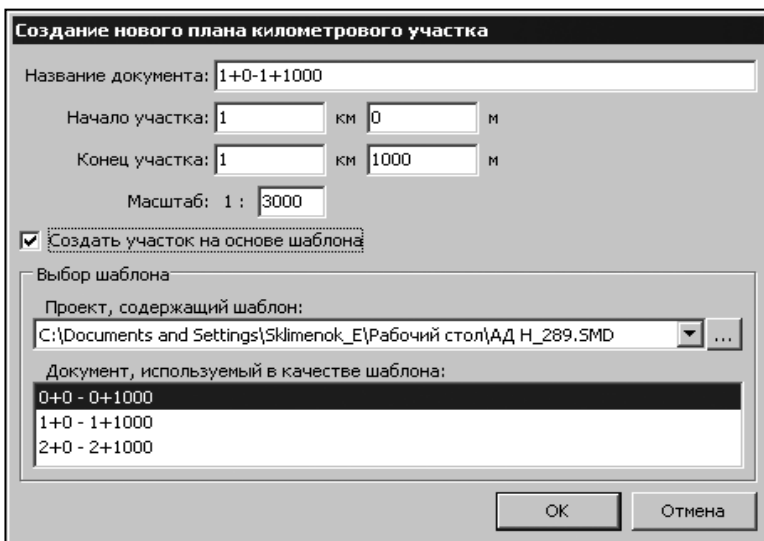 Создание нового плана километрового участка
Название документа: 1+0-1+1000
Начало участка: 1 км 0 м
Конец участка: 1 км 1000 м
Масштаб: 1 : 3000
Создать участок на основе шаблона
Выбор шаблона
Проект, содержащий шаблон:
C:\Documents and Settings\Sklimenok_E\Рабочий стол\АД Н_289.SMD ...
Документ, используемый в качестве шаблона:
0+0 - 0+1000
1+0 - 1+1000
2+0 - 2+1000
OK Отмена